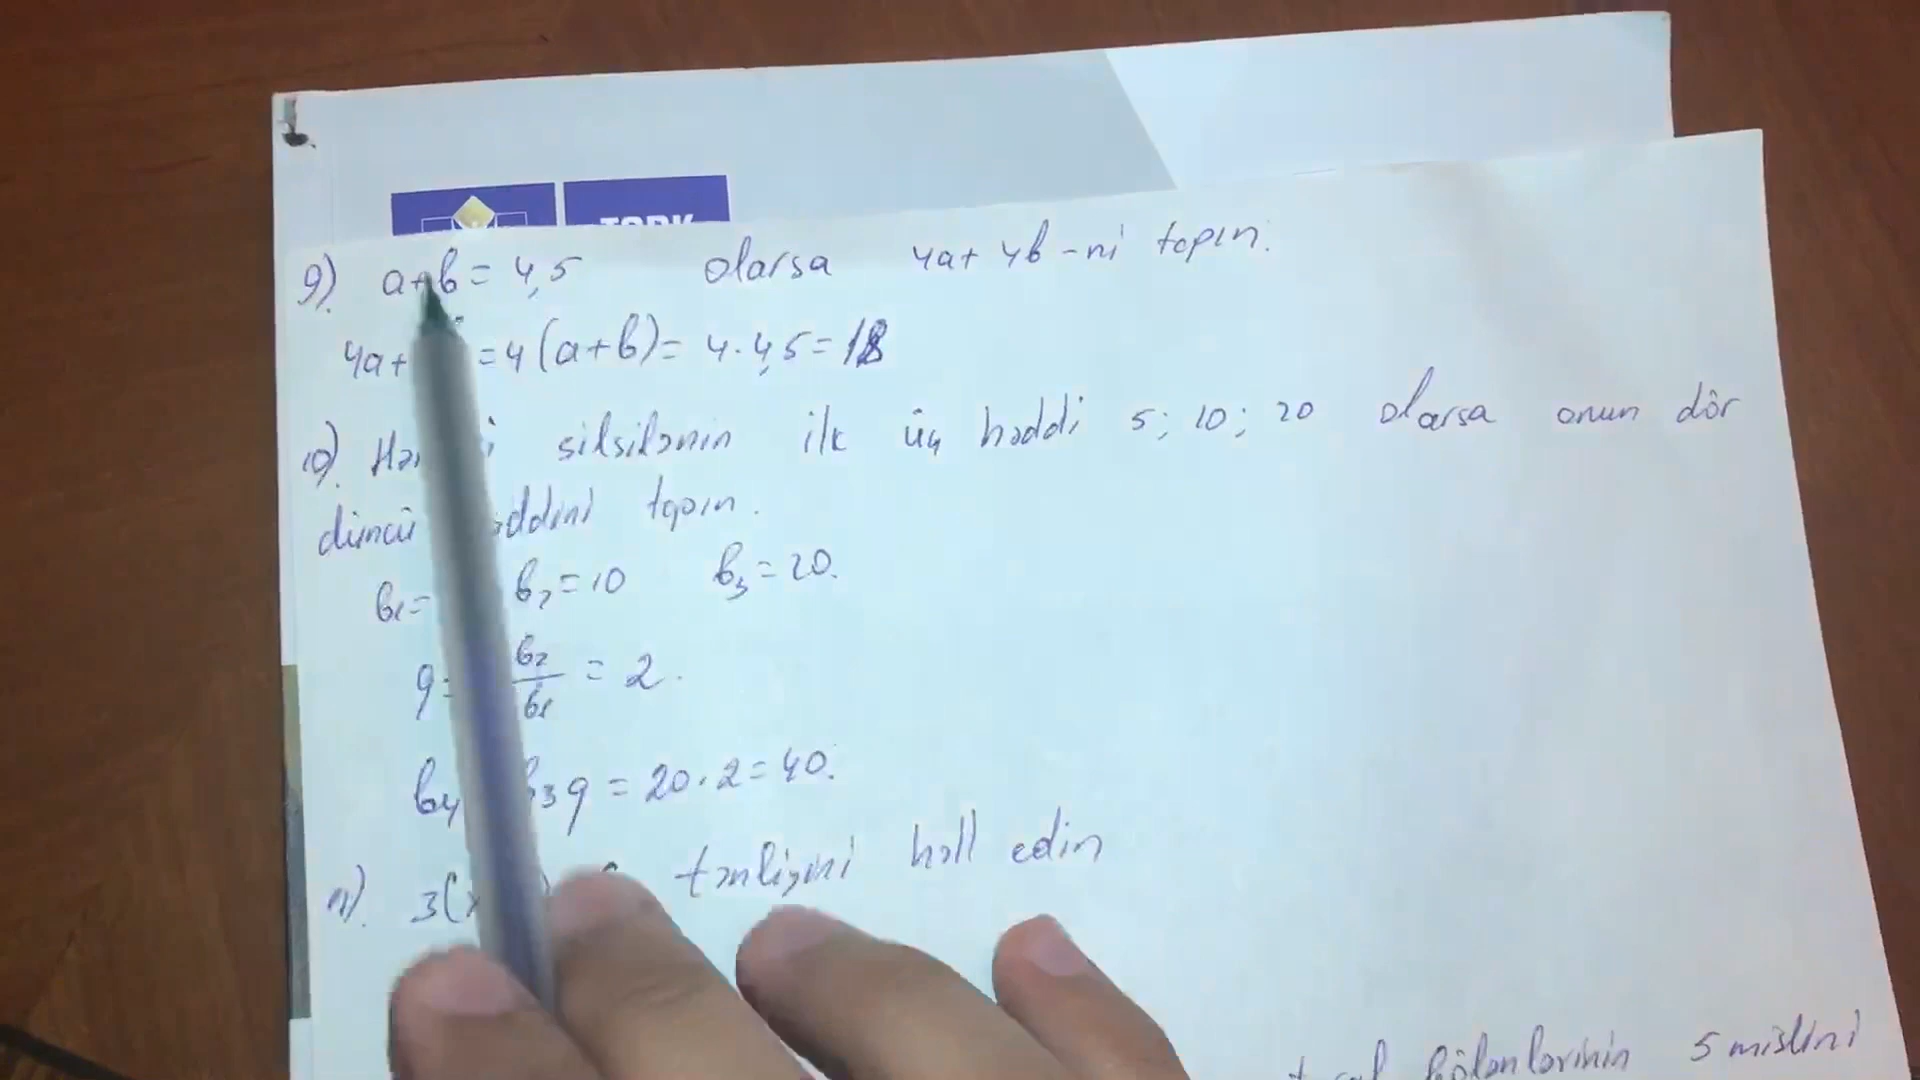 9). a+b = 4,5 olarsa 4a+4b-ni tapın.
4a+ =4(a+b)= 4·4,5=18
10). silsilənin ilk üç həddi 5; 10; 20 olarsa onun dör
düncü tapın.
b₁= b₂=10 b₃=20.
q= b₂/b₁ = 2.
b₄ b₃q = 20·2=40.
11). 3( tənliyini həll edin
5 mislini